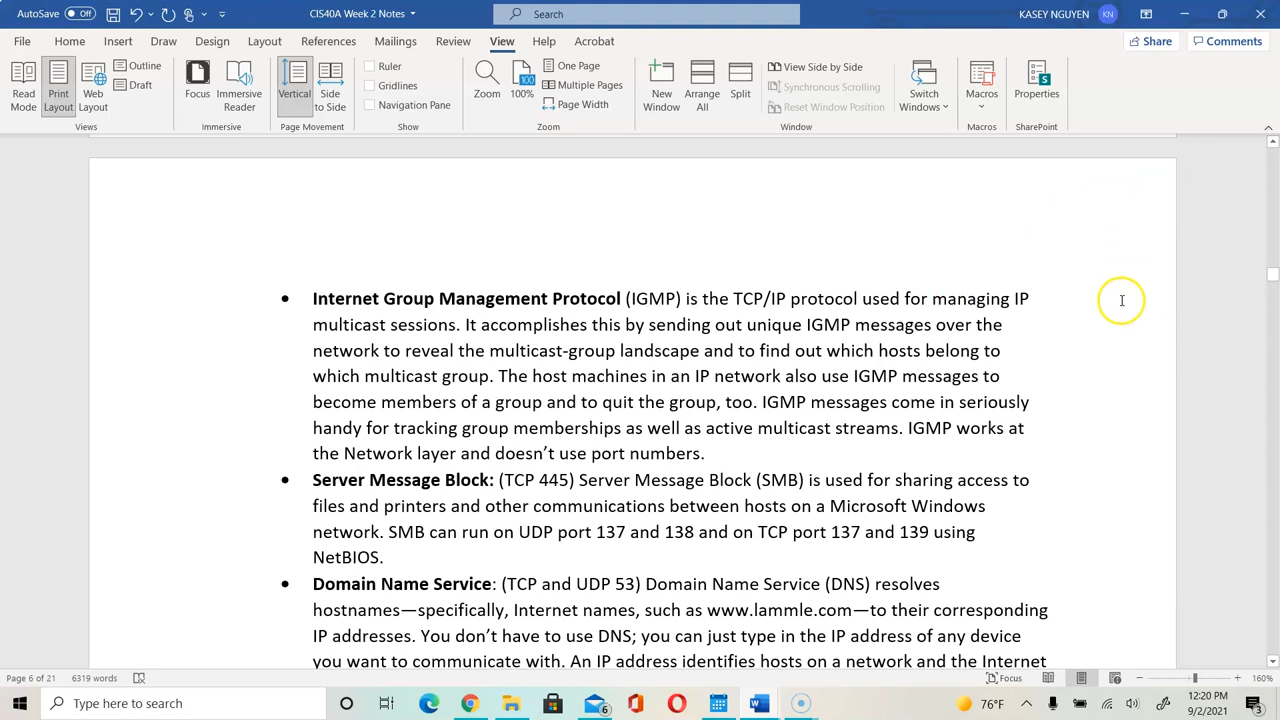 AutoSave Off CIS40A Week 2 Notes Search KASEY NGUYEN KN
File Home Insert Draw Design Layout References Mailings Review View Help Acrobat Share Comments
Read Mode
Print Layout
Web Layout
Outline
Draft
Views
Focus
Immersive Reader
Immersive
Vertical
Side to Side
Page Movement
Ruler
Gridlines
Navigation Pane
Show
Zoom
100
100%
One Page
Multiple Pages
Page Width
Zoom
New Window
Arrange All
Split
View Side by Side
Synchronous Scrolling
Reset Window Position
Window
Switch Windows
Macros
Macros
Properties
SharePoint
• Internet Group Management Protocol (IGMP) is the TCP/IP protocol used for managing IP
multicast sessions. It accomplishes this by sending out unique IGMP messages over the
network to reveal the multicast-group landscape and to find out which hosts belong to
which multicast group. The host machines in an IP network also use IGMP messages to
become members of a group and to quit the group, too. IGMP messages come in seriously
handy for tracking group memberships as well as active multicast streams. IGMP works at
the Network layer and doesn’t use port numbers.
• Server Message Block: (TCP 445) Server Message Block (SMB) is used for sharing access to
files and printers and other communications between hosts on a Microsoft Windows
network. SMB can run on UDP port 137 and 138 and on TCP port 137 and 139 using
NetBIOS.
• Domain Name Service: (TCP and UDP 53) Domain Name Service (DNS) resolves
hostnames—specifically, Internet names, such as www.lammle.com—to their corresponding
IP addresses. You don’t have to use DNS; you can just type in the IP address of any device
you want to communicate with. An IP address identifies hosts on a network and the Internet
Page 6 of 21 6319 words Focus 160%
Type here to search 6 76°F 12:20 PM
9/2/2021 3